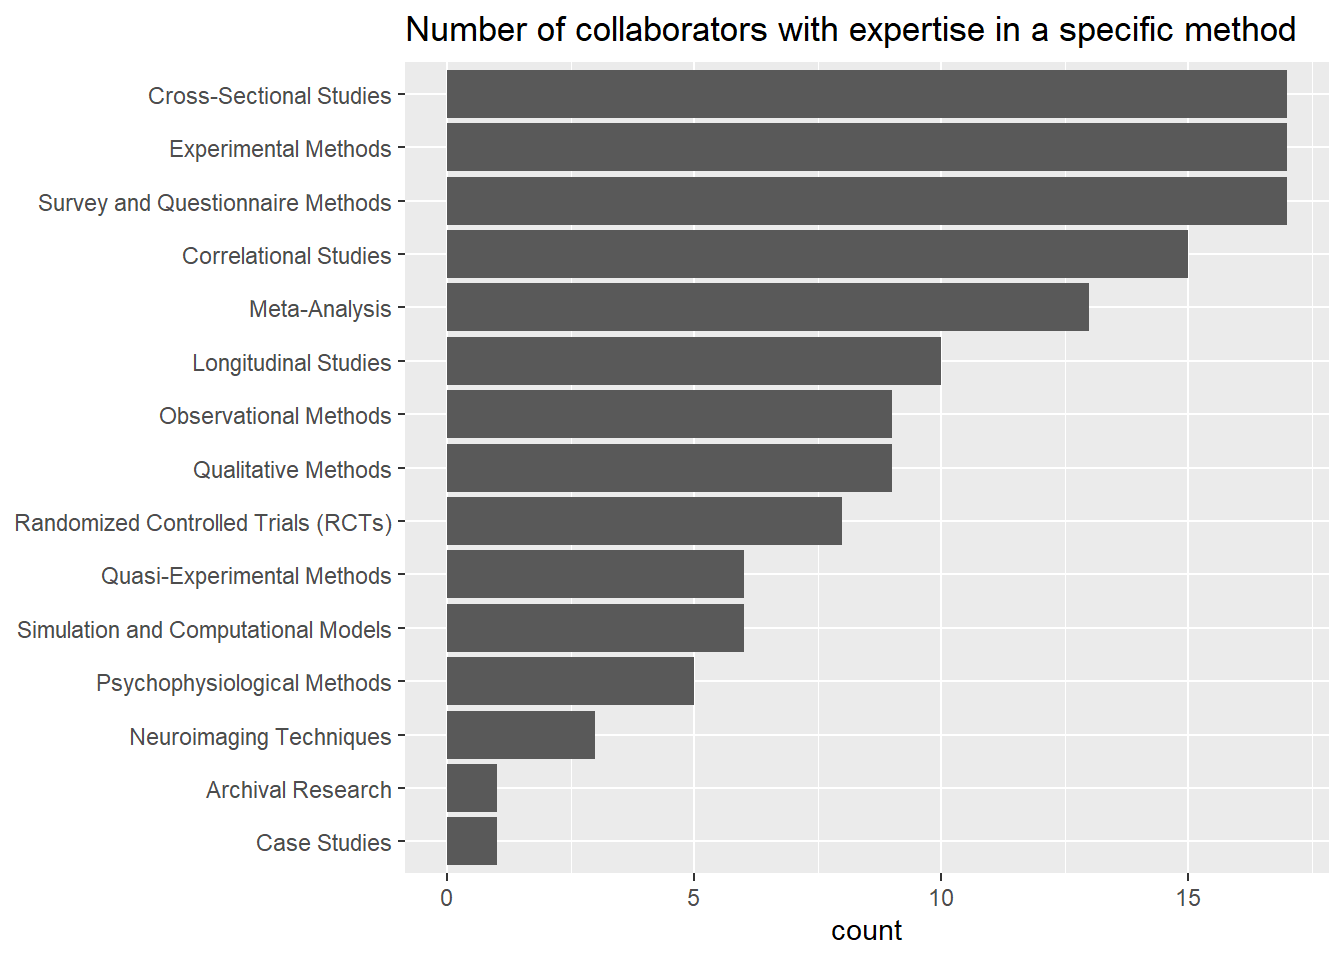 Number of collaborators with expertise in a specific method
Cross-Sectional Studies
Experimental Methods
Survey and Questionnaire Methods
Correlational Studies
Meta-Analysis
Longitudinal Studies
Observational Methods
Qualitative Methods
Randomized Controlled Trials (RCTs)
Quasi-Experimental Methods
Simulation and Computational Models
Psychophysiological Methods
Neuroimaging Techniques
Archival Research
Case Studies
0 5 10 15
count